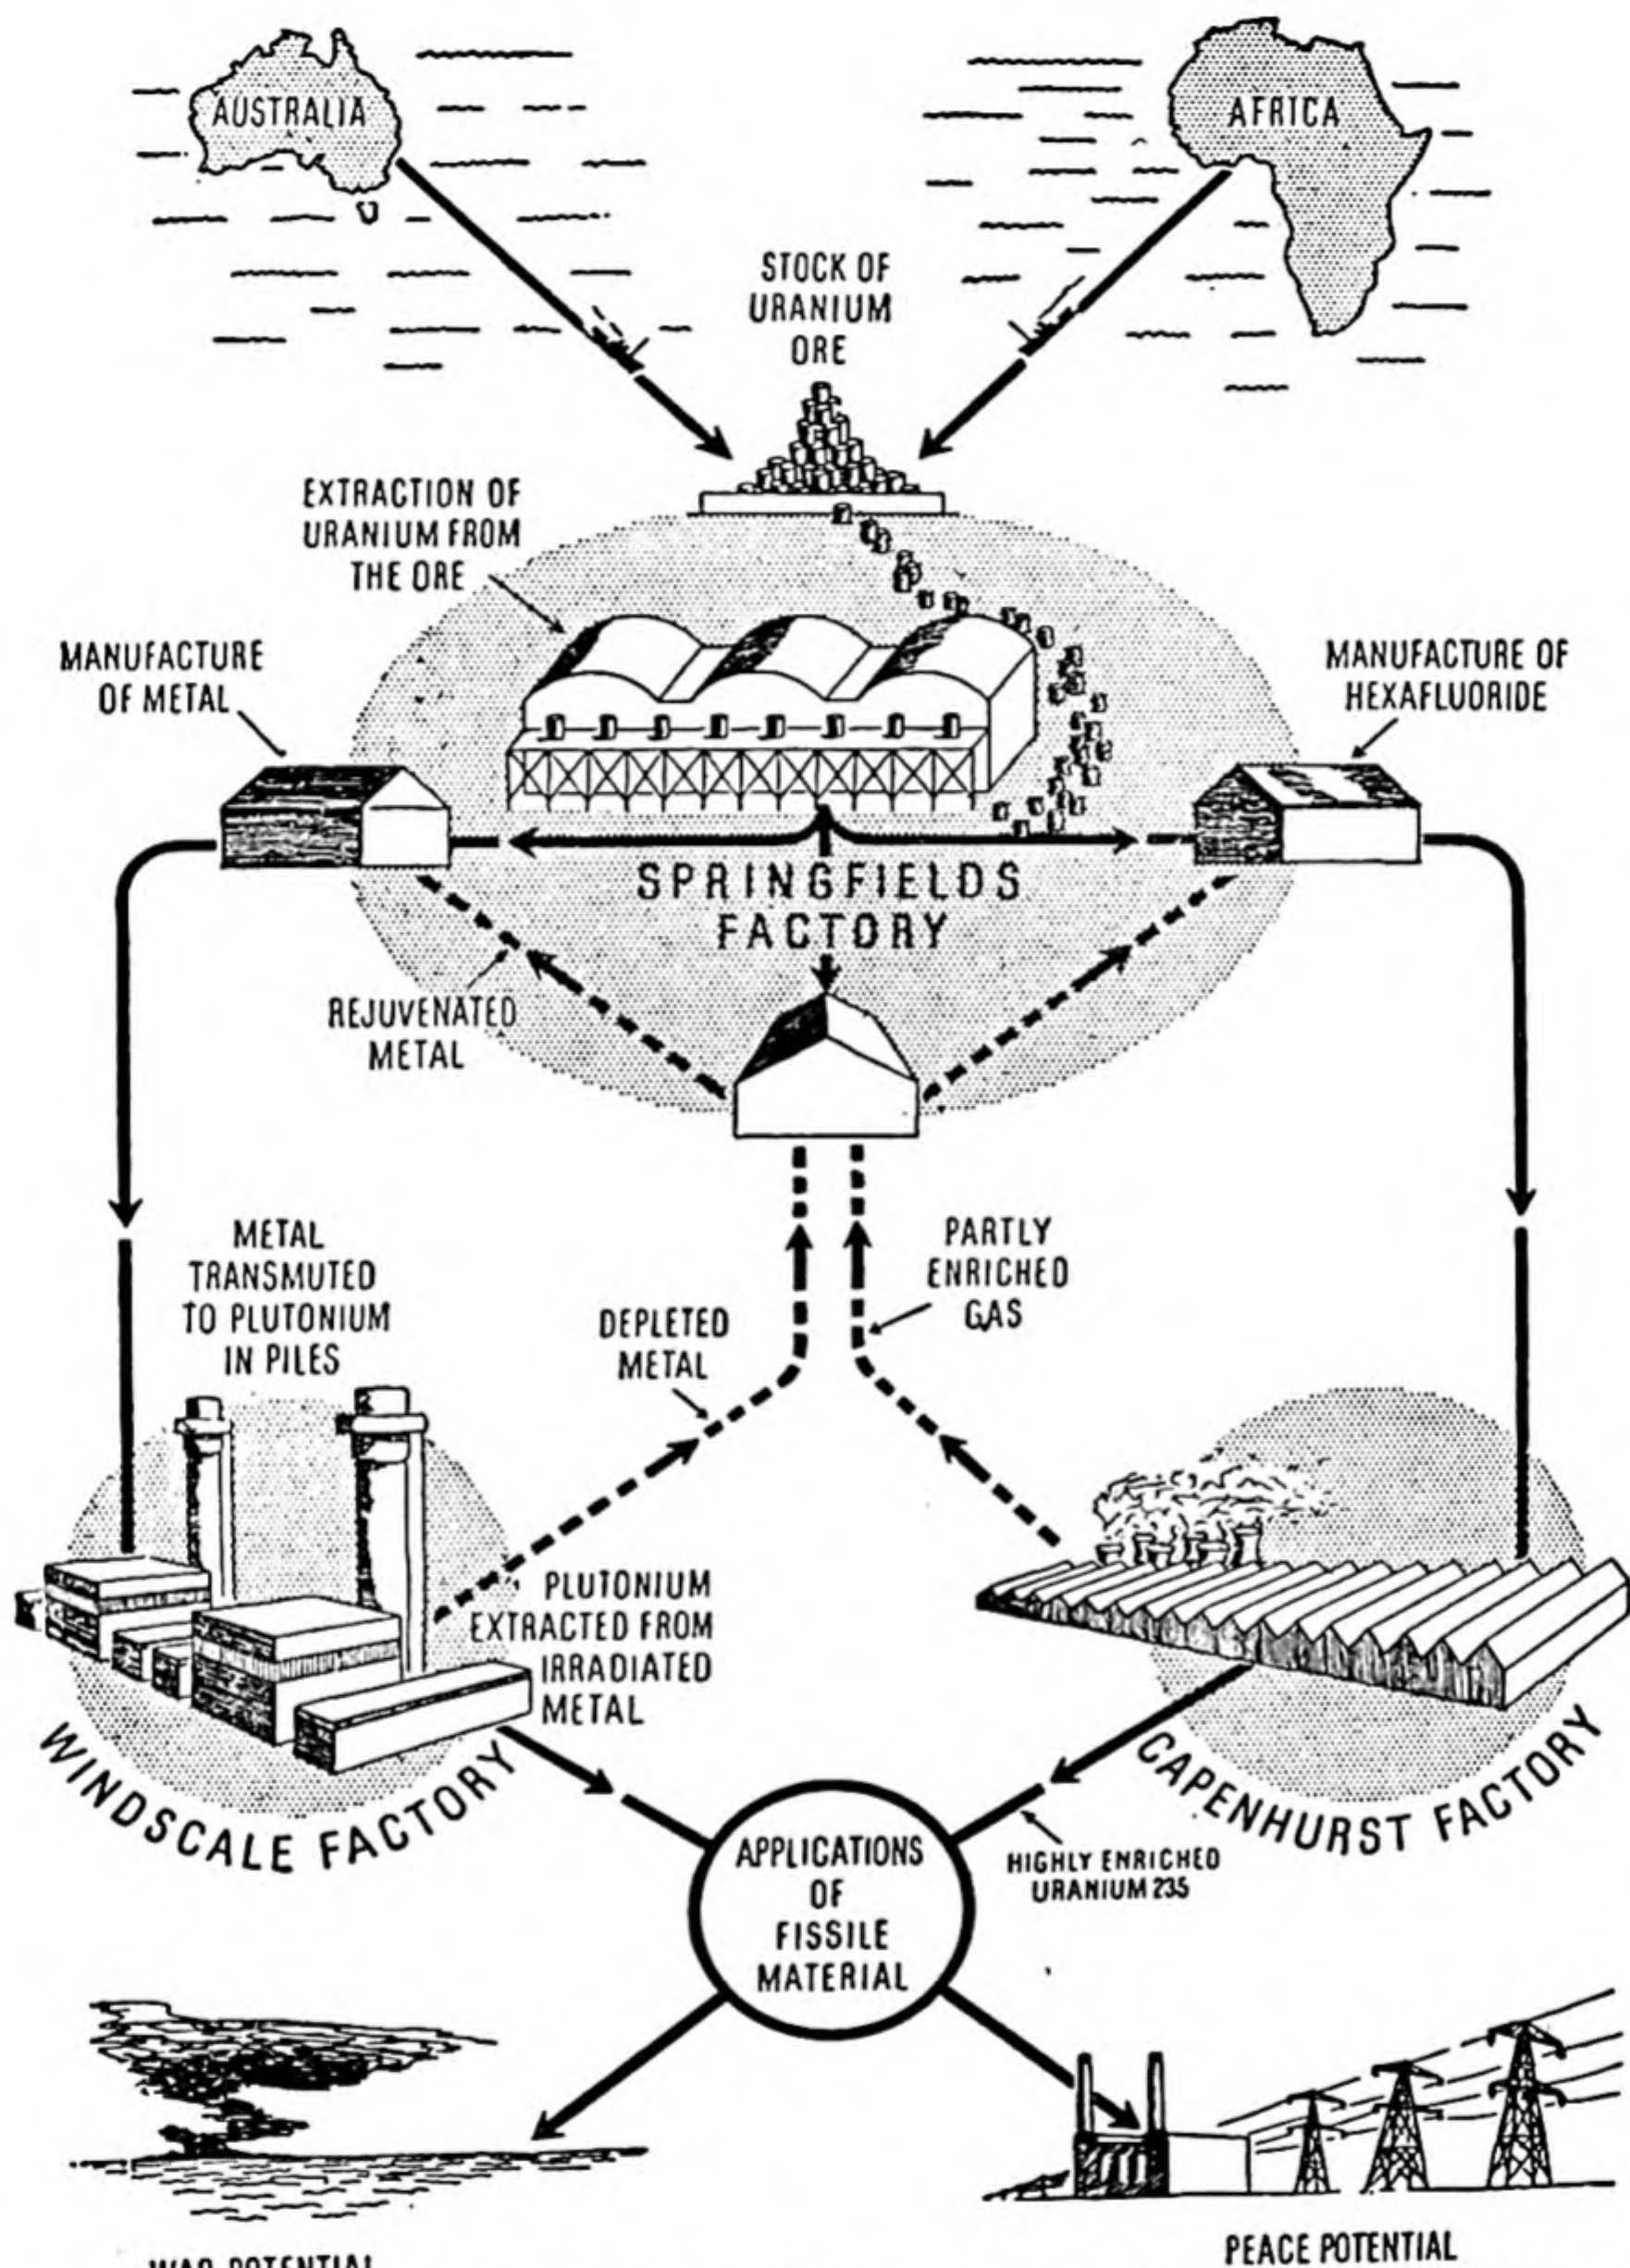 AUSTRALIA
AFRICA
STOCK OF
URANIUM
ORE
EXTRACTION OF
URANIUM FROM
THE ORE
MANUFACTURE
OF METAL
MANUFACTURE OF
HEXAFLUORIDE
SPRINGFIELDS
FACTORY
REJUVENATED
METAL
METAL
TRANSMUTED
TO PLUTONIUM
IN PILES
DEPLETED
METAL
PARTLY
ENRICHED
GAS
PLUTONIUM
EXTRACTED FROM
IRRADIATED
METAL
WINDSCALE FACTORY
CAPENHURST FACTORY
APPLICATIONS
OF
FISSILE
MATERIAL
HIGHLY ENRICHED
URANIUM 235
WAR POTENTIAL
PEACE POTENTIAL